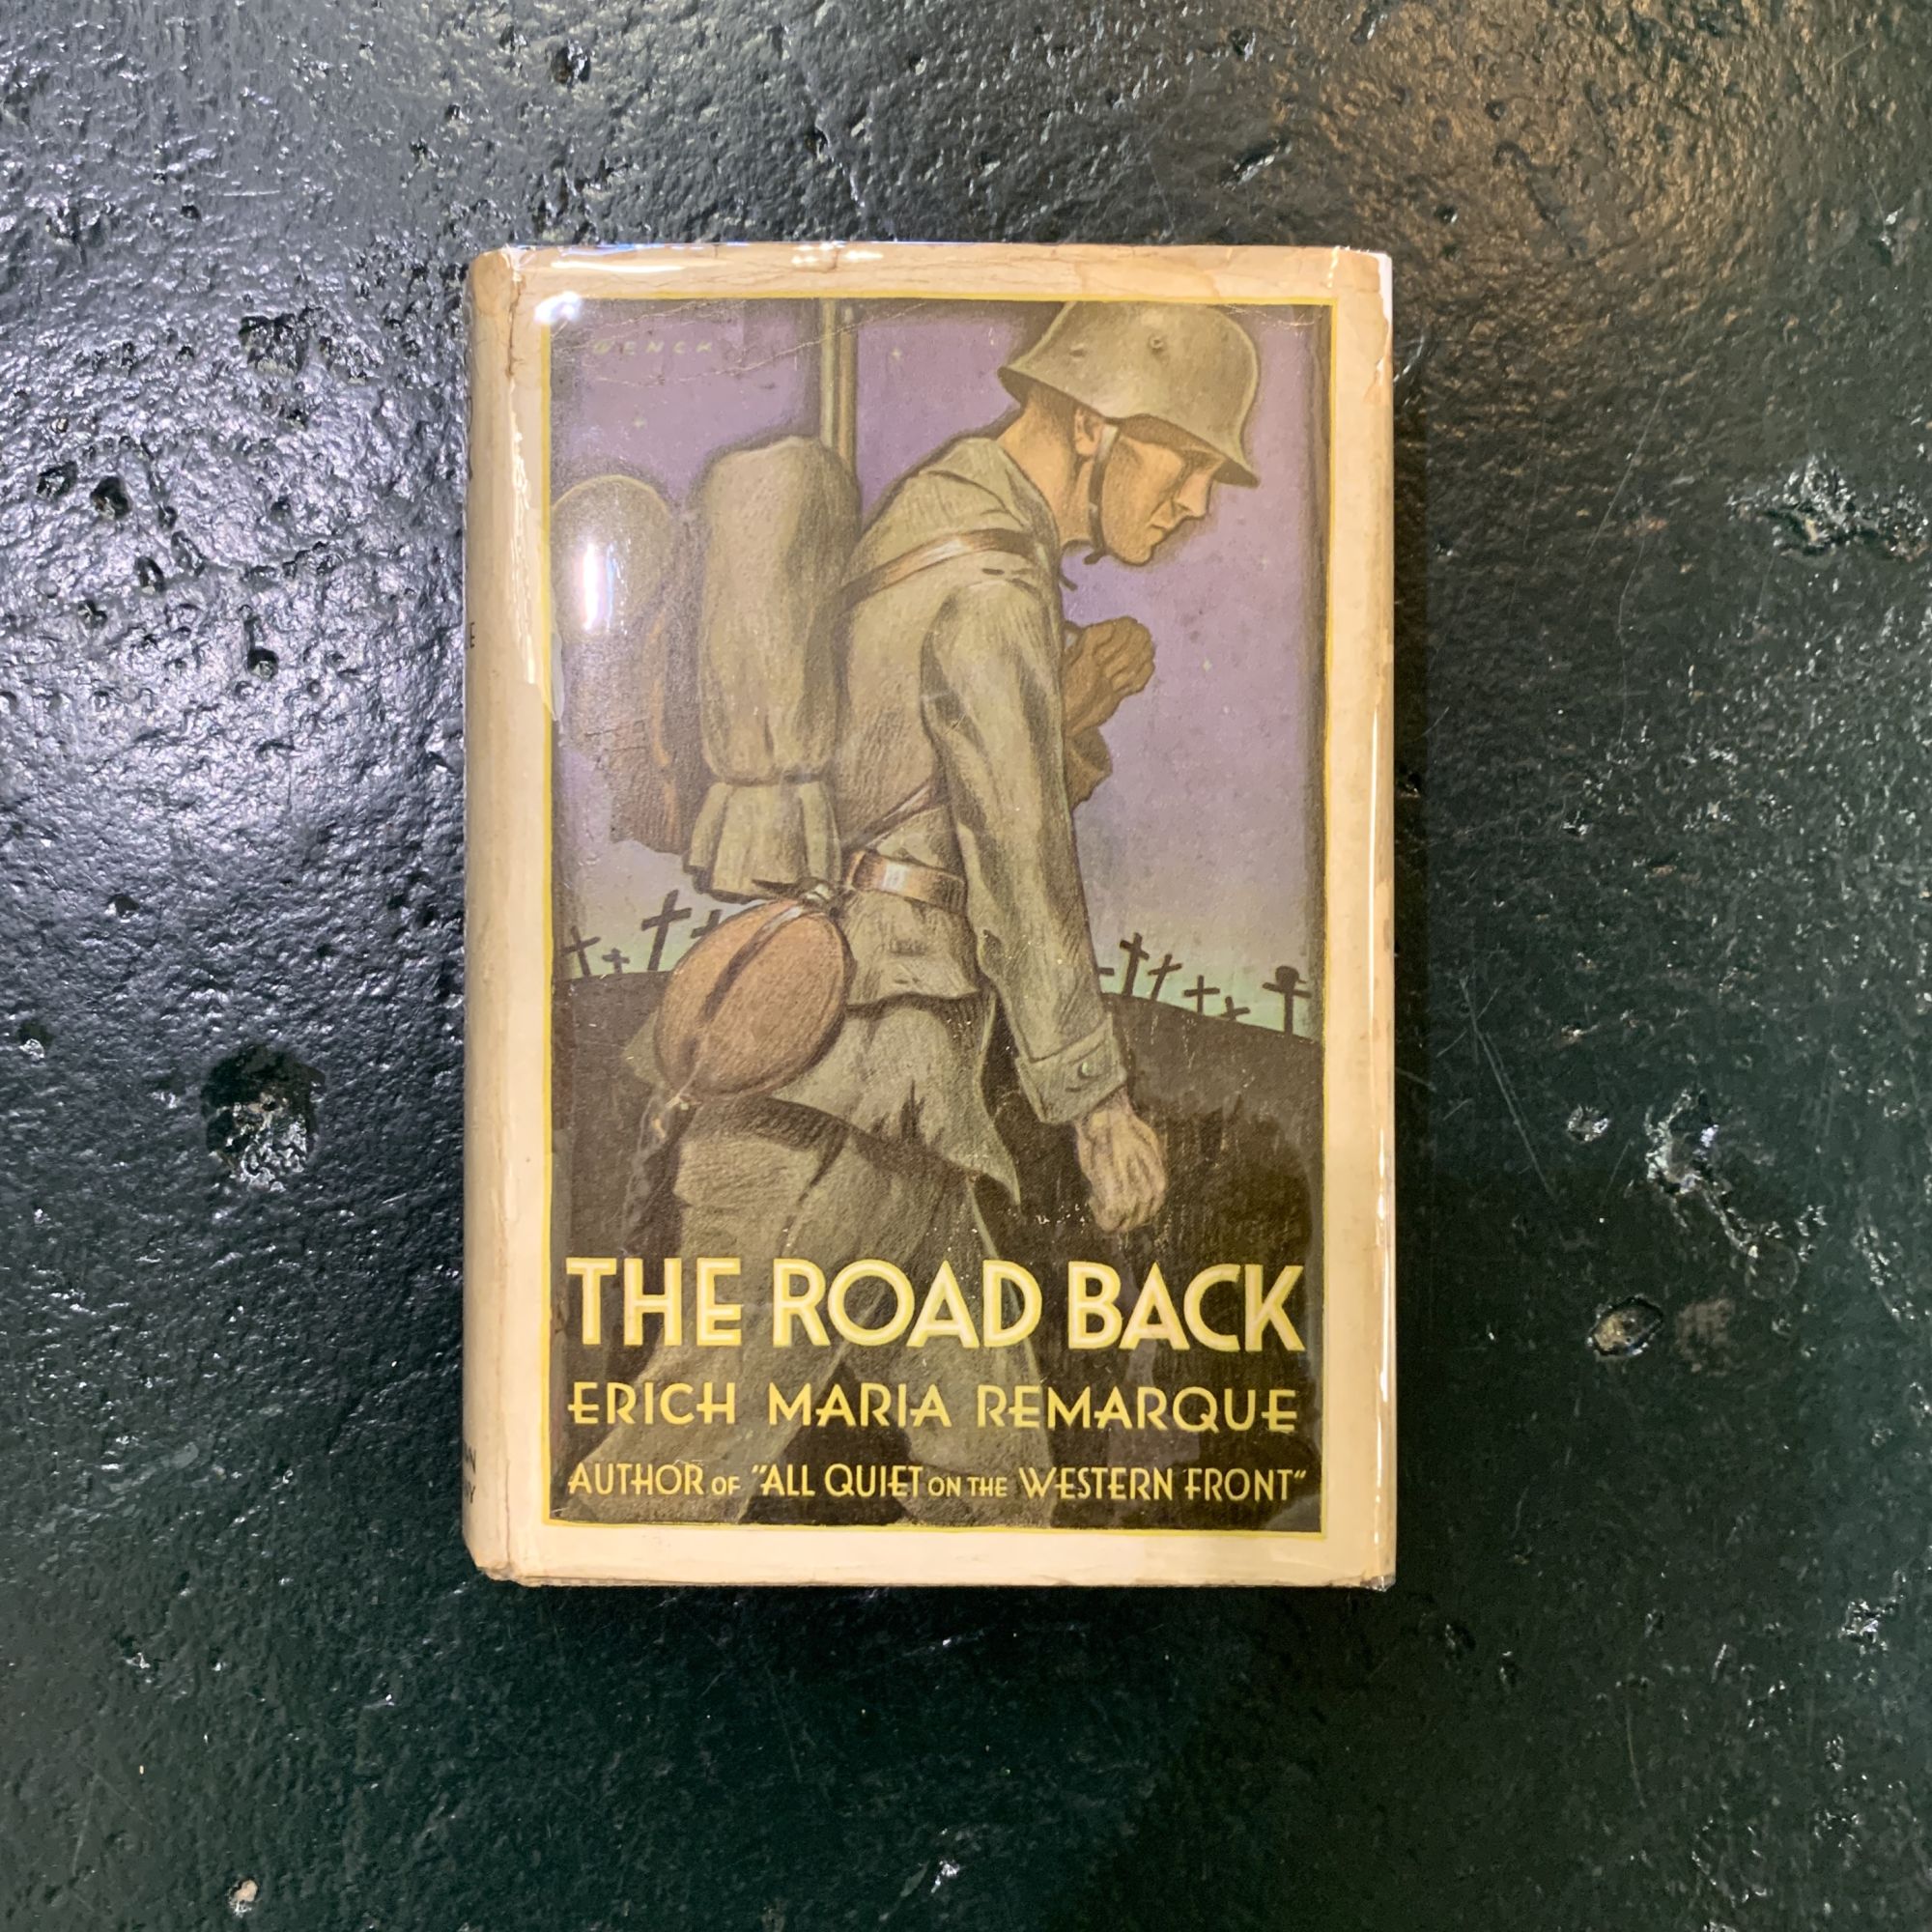 THE ROAD BACK
ERICH MARIA REMARQUE
AUTHOR OF "ALL QUIET ON THE WESTERN FRONT"